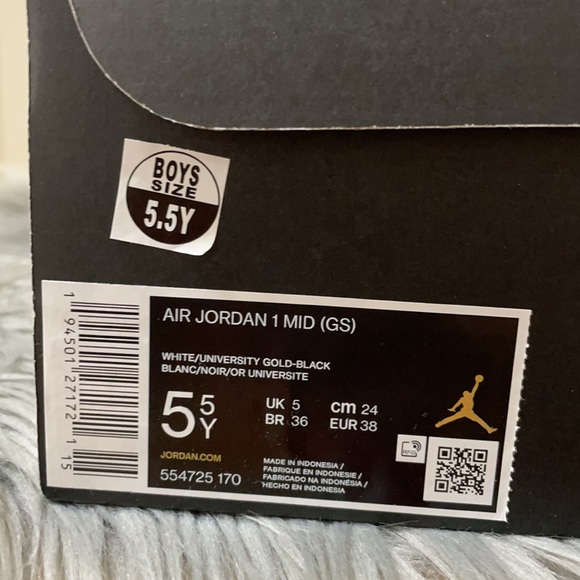 BOYS
SIZE
5.5Y
1 94501 27172 1 15
AIR JORDAN 1 MID (GS)
WHITE/UNIVERSITY GOLD-BLACK
BLANC/NOIR/OR UNIVERSITE
5 5Y
UK 5 cm 24
BR 36 EUR 38
JORDAN.COM
554725 170
MADE IN INDONESIA /
FABRIQUE EN INDONESIE /
FABRICADO NA INDONÉSIA /
HECHO EN INDONESIA